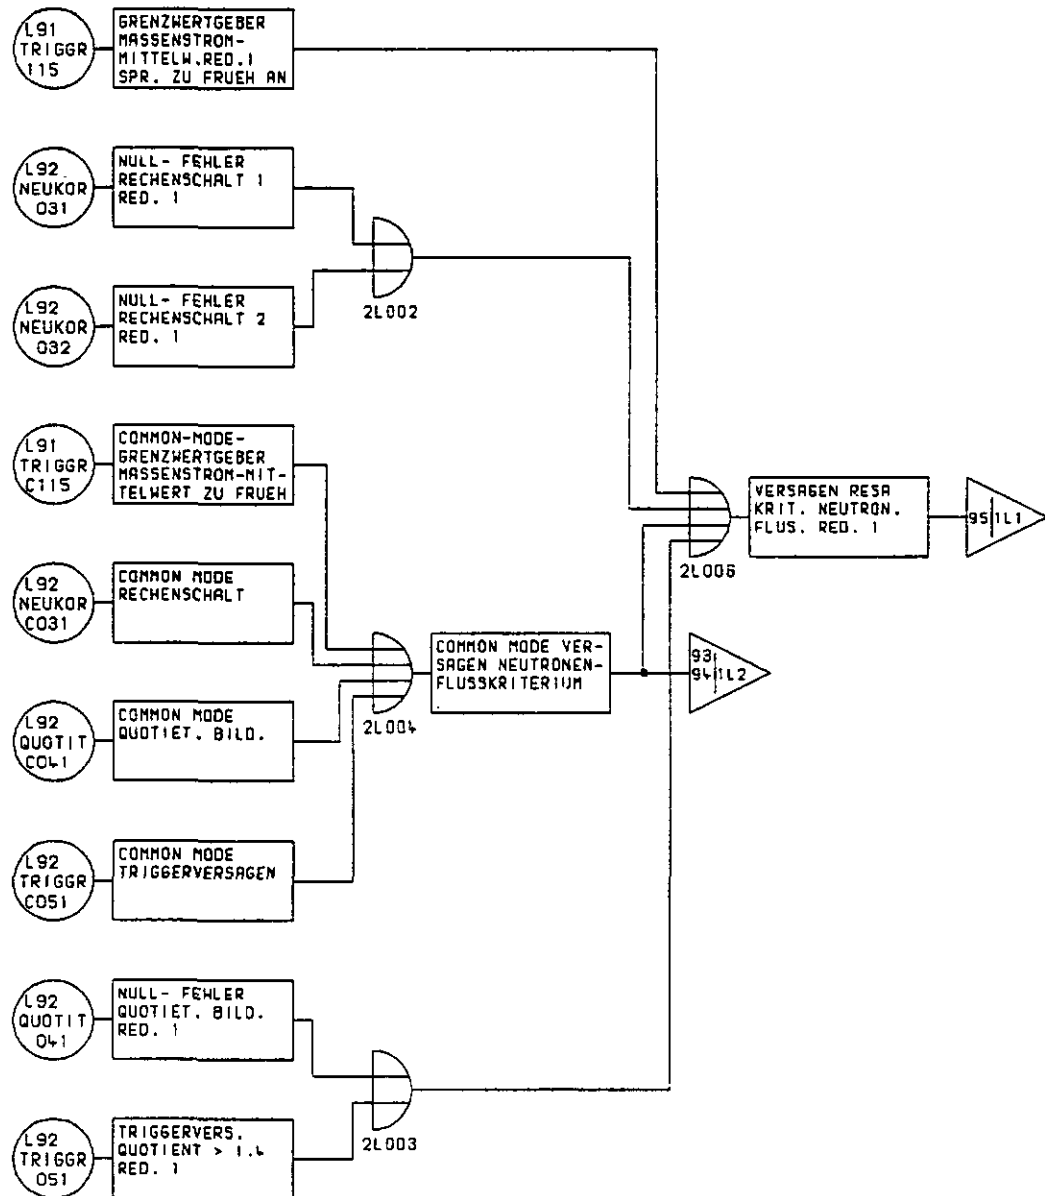 L91
TRIGGR
115
GRENZWERTGEBER
MASSENSTROM-
MITTELW.RED.1
SPR. ZU FRUEH AN
L92
NEUKOR
031
NULL- FEHLER
RECHENSCHALT 1
RED. 1
L92
NEUKOR
032
NULL- FEHLER
RECHENSCHALT 2
RED. 1
2L002
L91
TRIGGR
C115
COMMON-MODE-
GRENZWERTGEBER
MASSENSTROM-MIT-
TELWERT ZU FRUEH
2L006
VERSAGEN RESA
KRIT. NEUTRON.
FLUS. RED. 1
95 1L1
L92
NEUKOR
C031
COMMON MODE
RECHENSCHALT
2L004
COMMON MODE VER-
SAGEN NEUTRONEN-
FLUSSKRITERIUM
93
94 1L2
L92
QUOTIT
C041
COMMON MODE
QUOTIET. BILD.
L92
TRIGGR
C051
COMMON MODE
TRIGGERVERSAGEN
L92
QUOTIT
041
NULL- FEHLER
QUOTIET. BILD.
RED. 1
2L003
L92
TRIGGR
051
TRIGGERVERS.
QUOTIENT > 1.4
RED. 1